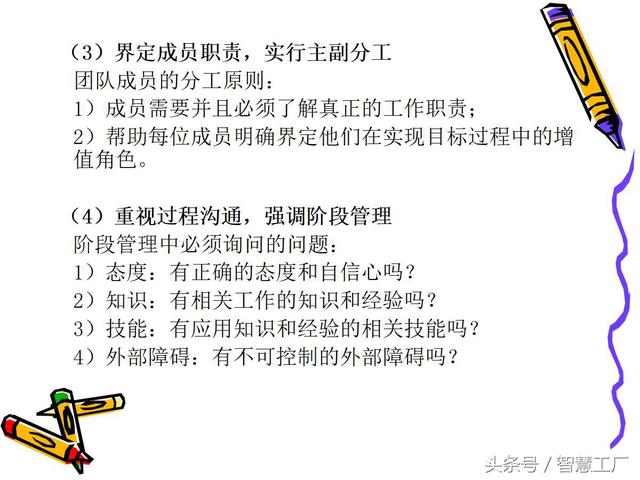 （3）界定成员职责，实行主副分工
团队成员的分工原则：
1）成员需要并且必须了解真正的工作职责；
2）帮助每位成员明确界定他们在实现目标过程中的增
值角色。
（4）重视过程沟通，强调阶段管理
阶段管理中必须询问的问题：
1）态度：有正确的态度和自信心吗？
2）知识：有相关工作的知识和经验吗？
3）技能：有应用知识和经验的相关技能吗？
4）外部障碍：有不可控制的外部障碍吗？
头条号／智慧工厂